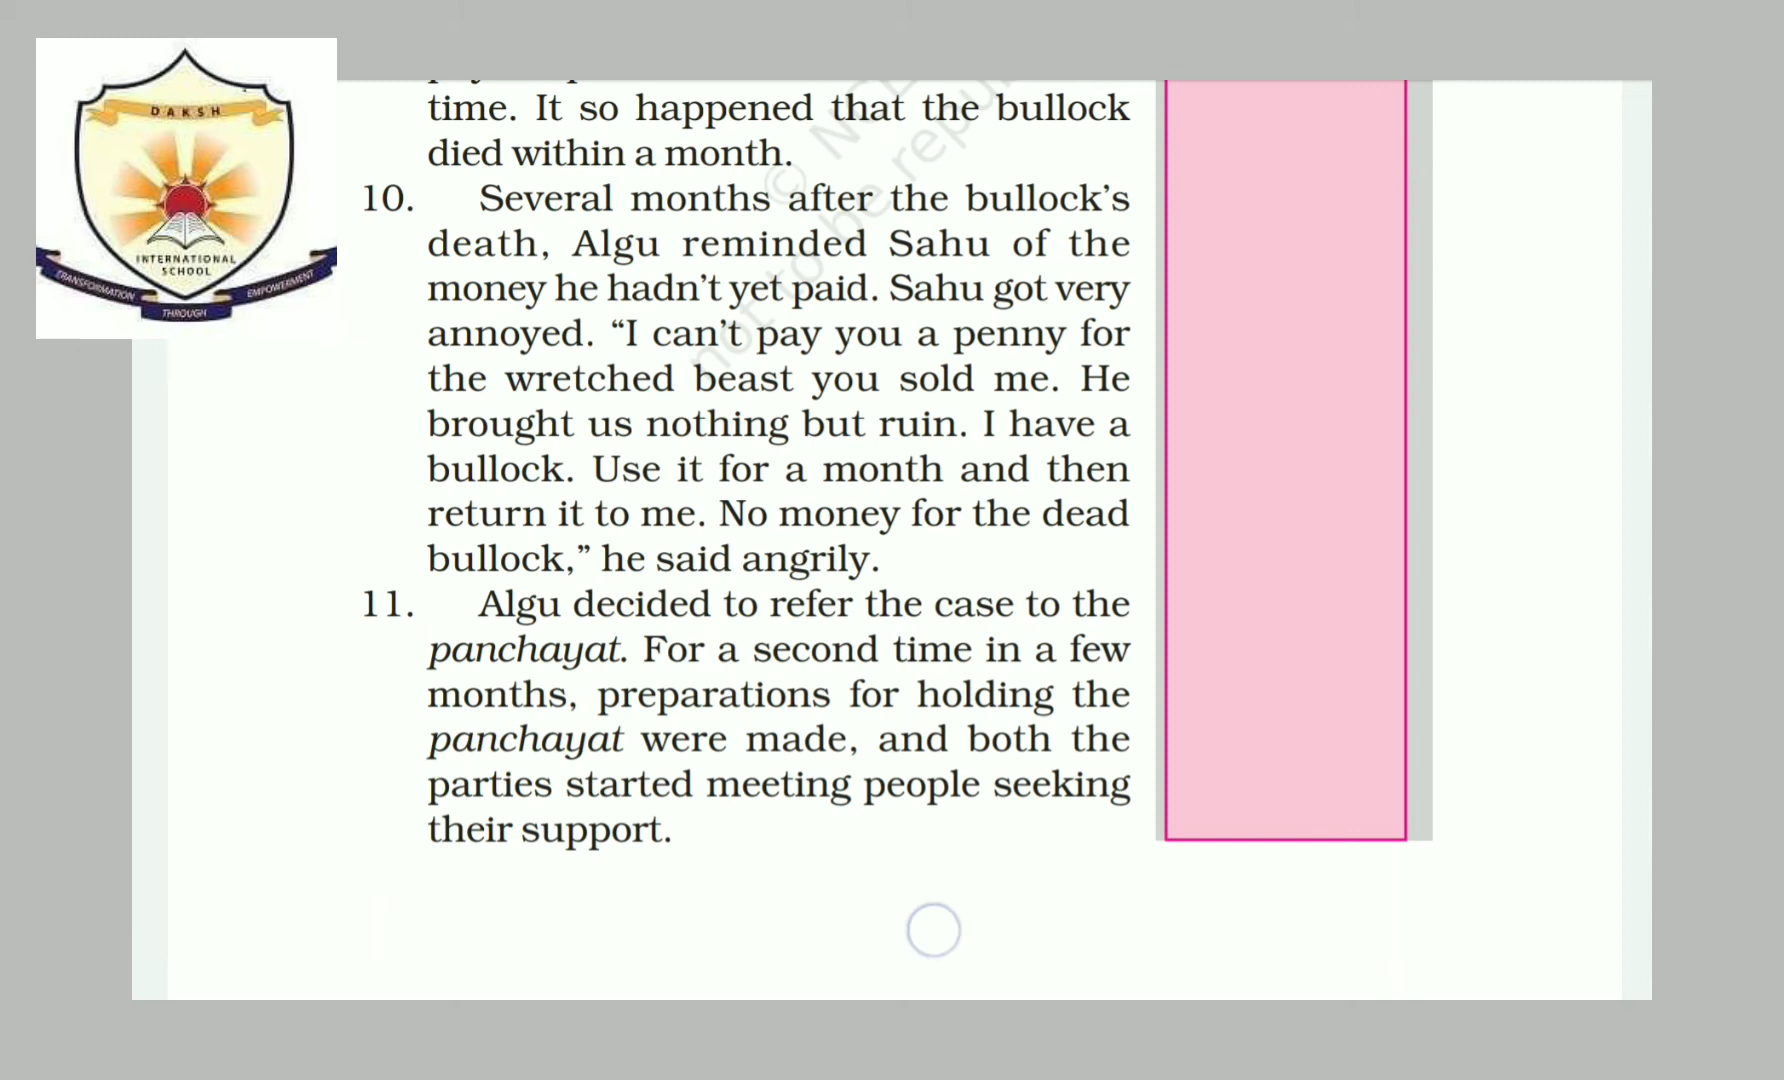 DAKSH
INTERNATIONAL
SCHOOL
TRANSFORMATION
THROUGH
EMPOWERMENT
time. It so happened that the bullock
died within a month.
10. Several months after the bullock’s
death, Algu reminded Sahu of the
money he hadn’t yet paid. Sahu got very
annoyed. “I can’t pay you a penny for
the wretched beast you sold me. He
brought us nothing but ruin. I have a
bullock. Use it for a month and then
return it to me. No money for the dead
bullock,” he said angrily.
11. Algu decided to refer the case to the
panchayat. For a second time in a few
months, preparations for holding the
panchayat were made, and both the
parties started meeting people seeking
their support.
not to be